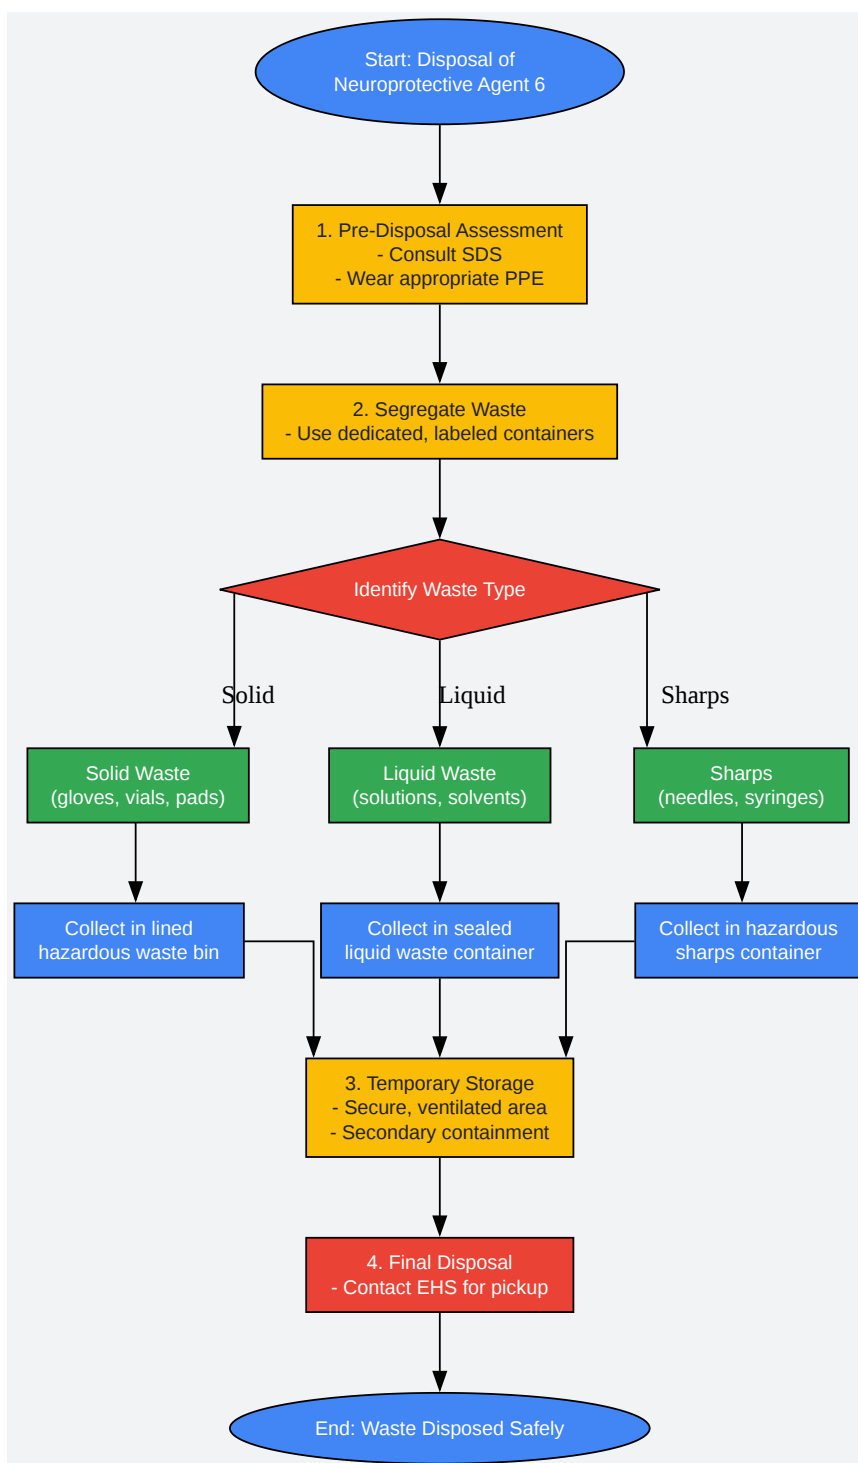 Start: Disposal of
Neuroprotective Agent 6
1. Pre-Disposal Assessment
- Consult SDS
- Wear appropriate PPE
2. Segregate Waste
- Use dedicated, labeled containers
Identify Waste Type
Solid
Liquid
Sharps
Solid Waste
(gloves, vials, pads)
Liquid Waste
(solutions, solvents)
Sharps
(needles, syringes)
Collect in lined
hazardous waste bin
Collect in sealed
liquid waste container
Collect in hazardous
sharps container
3. Temporary Storage
- Secure, ventilated area
- Secondary containment
4. Final Disposal
- Contact EHS for pickup
End: Waste Disposed Safely